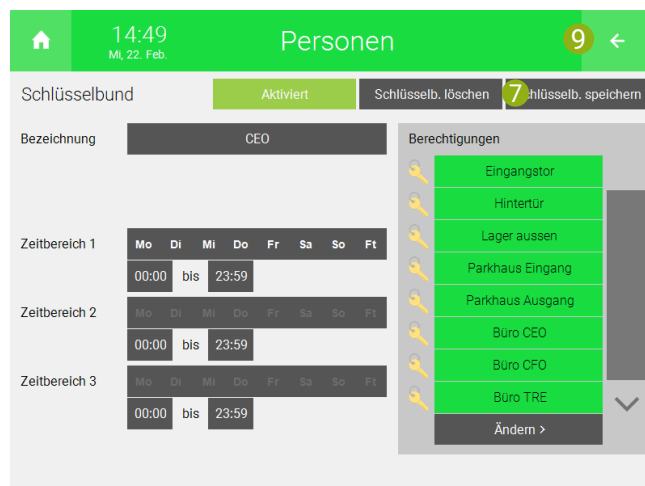 14:49
Mi, 22. Feb.
Personen
9
Schlüsselbund
Aktiviert
Schlüsselb. löschen
7
hlüsselb. speichern
Bezeichnung
CEO
Berechtigungen
Eingangstor
Hintertür
Lager aussen
Parkhaus Eingang
Parkhaus Ausgang
Büro CEO
Büro CFO
Büro TRE
Ändern >
Zeitbereich 1
Mo Di Mi Do Fr Sa So Ft
00:00 bis 23:59
Zeitbereich 2
Mo Di Mi Do Fr Sa So Ft
00:00 bis 23:59
Zeitbereich 3
Mo Di Mi Do Fr Sa So Ft
00:00 bis 23:59